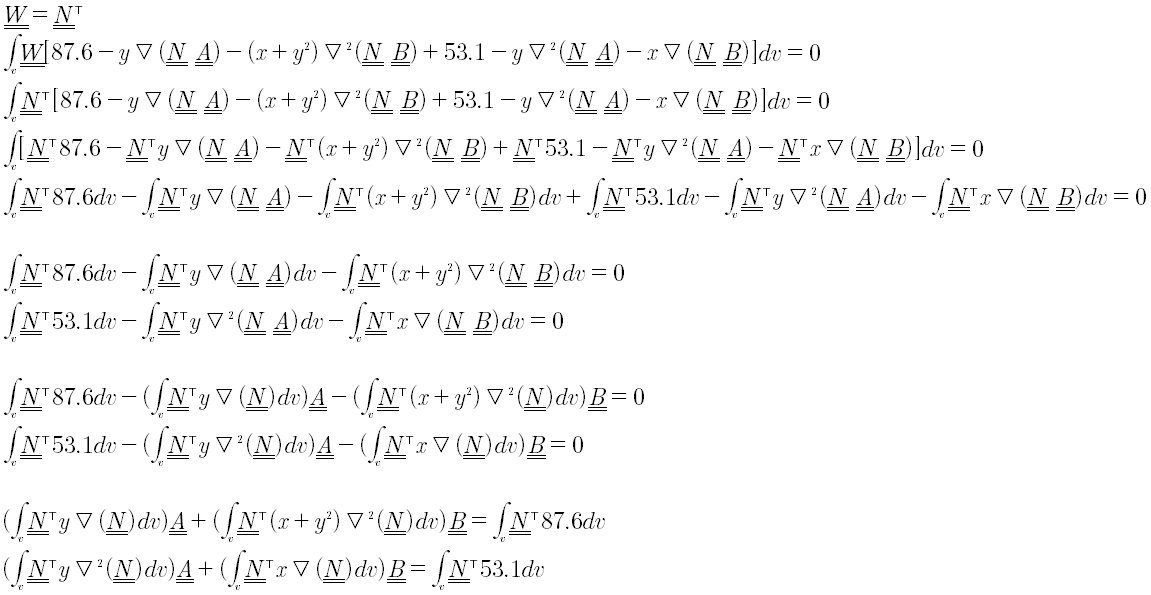 W = Nᵀ
∫ᵥW[87.6 − y ∇ (N A) − (x + y²) ∇ ²(N B) + 53.1 − y ∇ ²(N A) − x ∇ (N B)]dv = 0
∫ᵥNᵀ[87.6 − y ∇ (N A) − (x + y²) ∇ ²(N B) + 53.1 − y ∇ ²(N A) − x ∇ (N B)]dv = 0
∫ᵥ[Nᵀ87.6 − Nᵀy ∇ (N A) − Nᵀ(x + y²) ∇ ²(N B) + Nᵀ53.1 − Nᵀy ∇ ²(N A) − Nᵀx ∇ (N B)]dv = 0
∫ᵥNᵀ87.6dv − ∫ᵥNᵀy ∇ (N A) − ∫ᵥNᵀ(x + y²) ∇ ²(N B)dv + ∫ᵥNᵀ53.1dv − ∫ᵥNᵀy ∇ ²(N A)dv − ∫ᵥNᵀx ∇ (N B)dv = 0
∫ᵥNᵀ87.6dv − ∫ᵥNᵀy ∇ (N A)dv − ∫ᵥNᵀ(x + y²) ∇ ²(N B)dv = 0
∫ᵥNᵀ53.1dv − ∫ᵥNᵀy ∇ ²(N A)dv − ∫ᵥNᵀx ∇ (N B)dv = 0
∫ᵥNᵀ87.6dv − (∫ᵥNᵀy ∇ (N)dv)A − (∫ᵥNᵀ(x + y²) ∇ ²(N)dv)B = 0
∫ᵥNᵀ53.1dv − (∫ᵥNᵀy ∇ ²(N)dv)A − (∫ᵥNᵀx ∇ (N)dv)B = 0
(∫ᵥNᵀy ∇ (N)dv)A + (∫ᵥNᵀ(x + y²) ∇ ²(N)dv)B = ∫ᵥNᵀ87.6dv
(∫ᵥNᵀy ∇ ²(N)dv)A + (∫ᵥNᵀx ∇ (N)dv)B = ∫ᵥNᵀ53.1dv